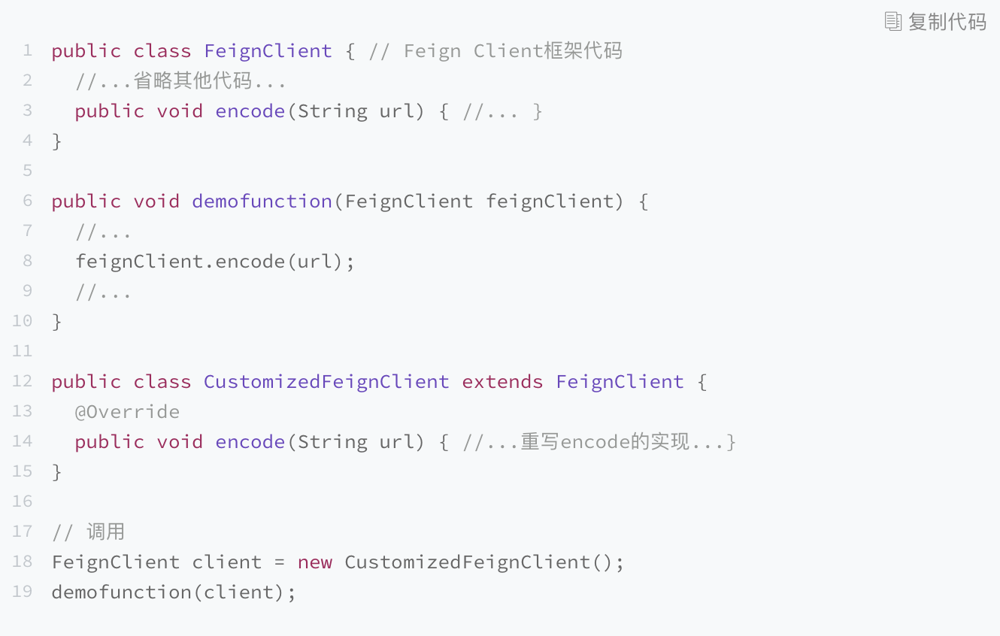 复制代码
1 public class FeignClient { // Feign Client框架代码
2   //...省略其他代码...
3   public void encode(String url) { //... }
4 }
5
6 public void demofunction(FeignClient feignClient) {
7   //...
8   feignClient.encode(url);
9   //...
10 }
11
12 public class CustomizedFeignClient extends FeignClient {
13   @Override
14   public void encode(String url) { //...重写encode的实现...}
15 }
16
17 // 调用
18 FeignClient client = new CustomizedFeignClient();
19 demofunction(client);